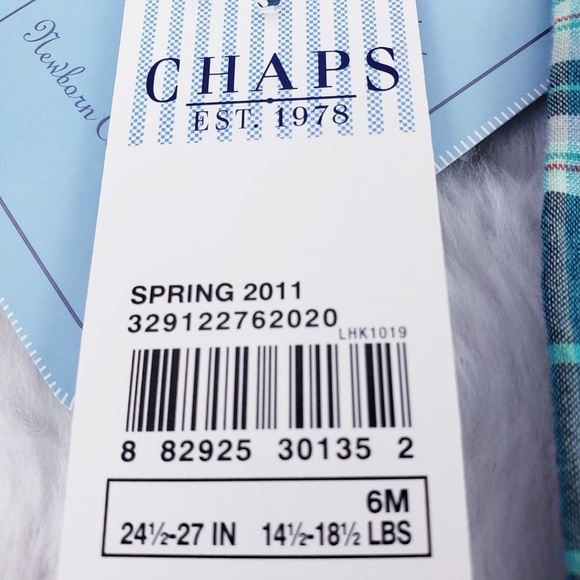 Newborn
CHAPS
EST. 1978
SPRING 2011
329122762020
LHK1019
8 82925 30135 2
6M
24½-27 IN 14½-18½ LBS